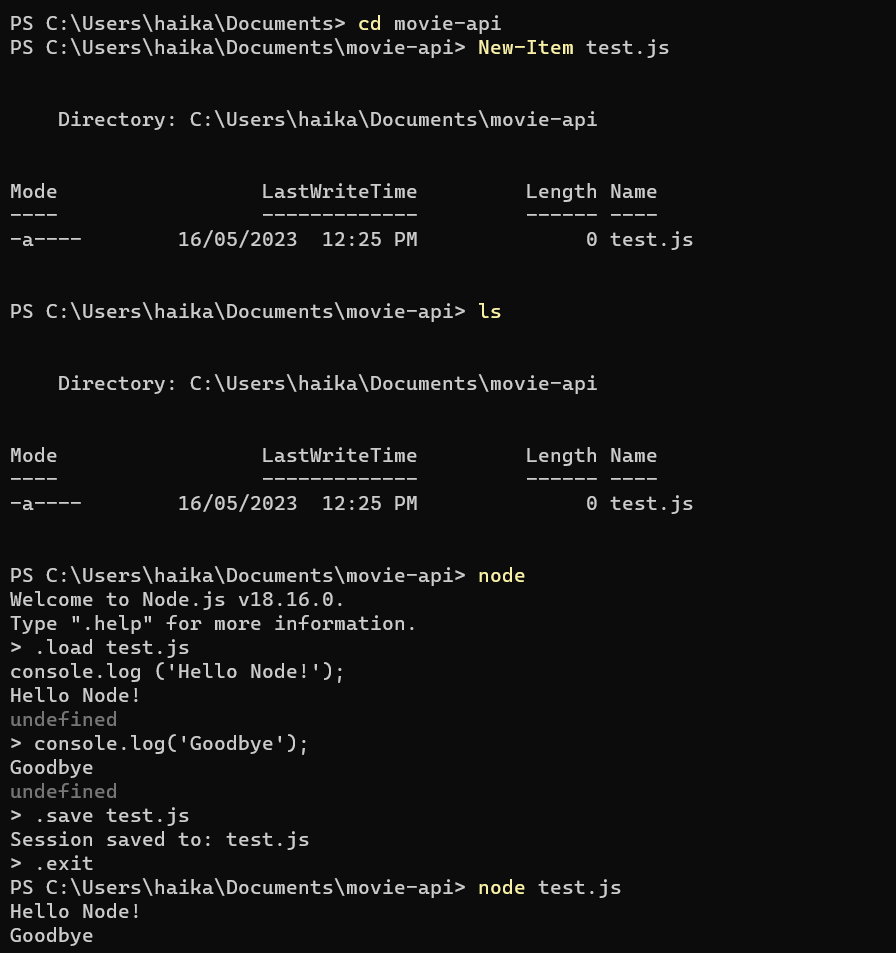 PS C:\Users\haika\Documents> cd movie-api
PS C:\Users\haika\Documents\movie-api> New-Item test.js
    Directory: C:\Users\haika\Documents\movie-api
Mode                 LastWriteTime         Length Name
----                 -------------         ------ ----
-a----        16/05/2023  12:25 PM              0 test.js
PS C:\Users\haika\Documents\movie-api> ls
    Directory: C:\Users\haika\Documents\movie-api
Mode                 LastWriteTime         Length Name
----                 -------------         ------ ----
-a----        16/05/2023  12:25 PM              0 test.js
PS C:\Users\haika\Documents\movie-api> node
Welcome to Node.js v18.16.0.
Type ".help" for more information.
> .load test.js
console.log ('Hello Node!');
Hello Node!
undefined
> console.log('Goodbye');
Goodbye
undefined
> .save test.js
Session saved to: test.js
> .exit
PS C:\Users\haika\Documents\movie-api> node test.js
Hello Node!
Goodbye